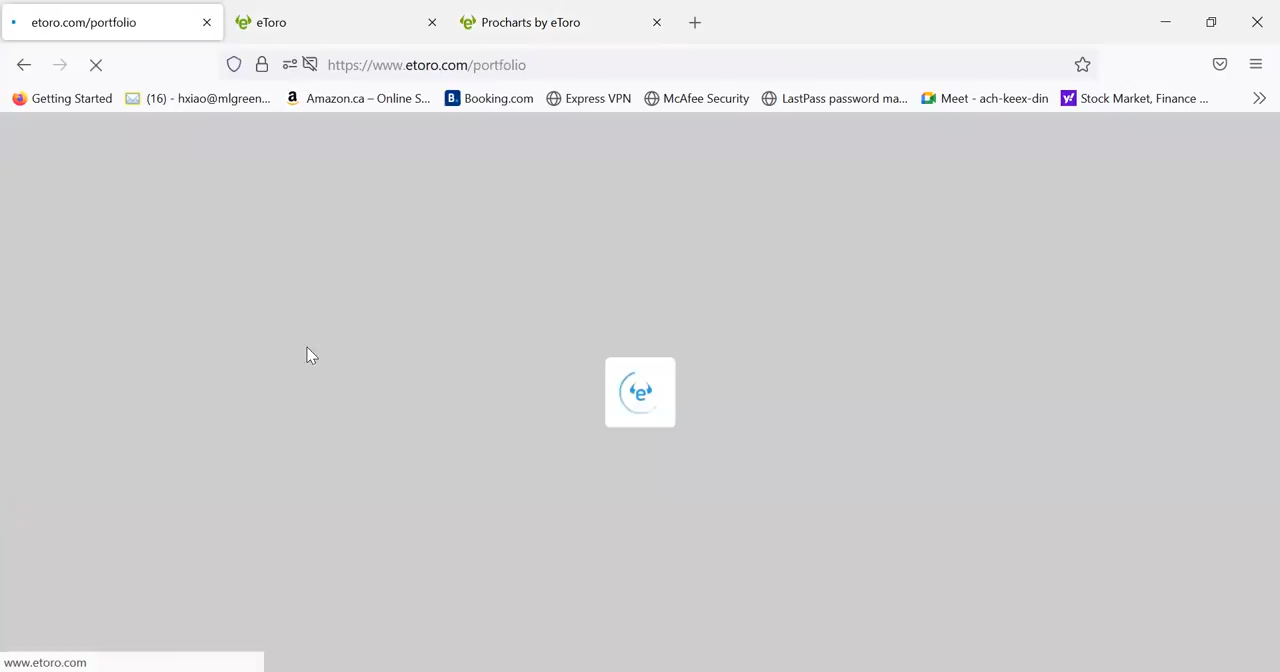 etoro.com/portfolio eToro Procharts by eToro
https://www.etoro.com/portfolio
Getting Started (16) - hxiao@mlgreen... a Amazon.ca – Online S... B. Booking.com Express VPN McAfee Security LastPass password ma... Meet - ach-keex-din y! Stock Market, Finance ...
e
www.etoro.com